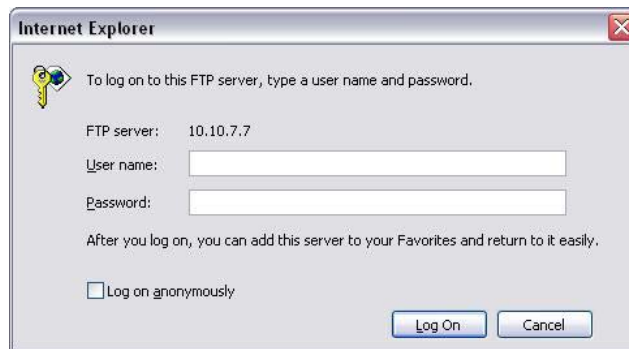 Internet Explorer
To log on to this FTP server, type a user name and password.
FTP server: 10.10.7.7
User name:
Password:
After you log on, you can add this server to your Favorites and return to it easily.
Log on anonymously
Log On Cancel